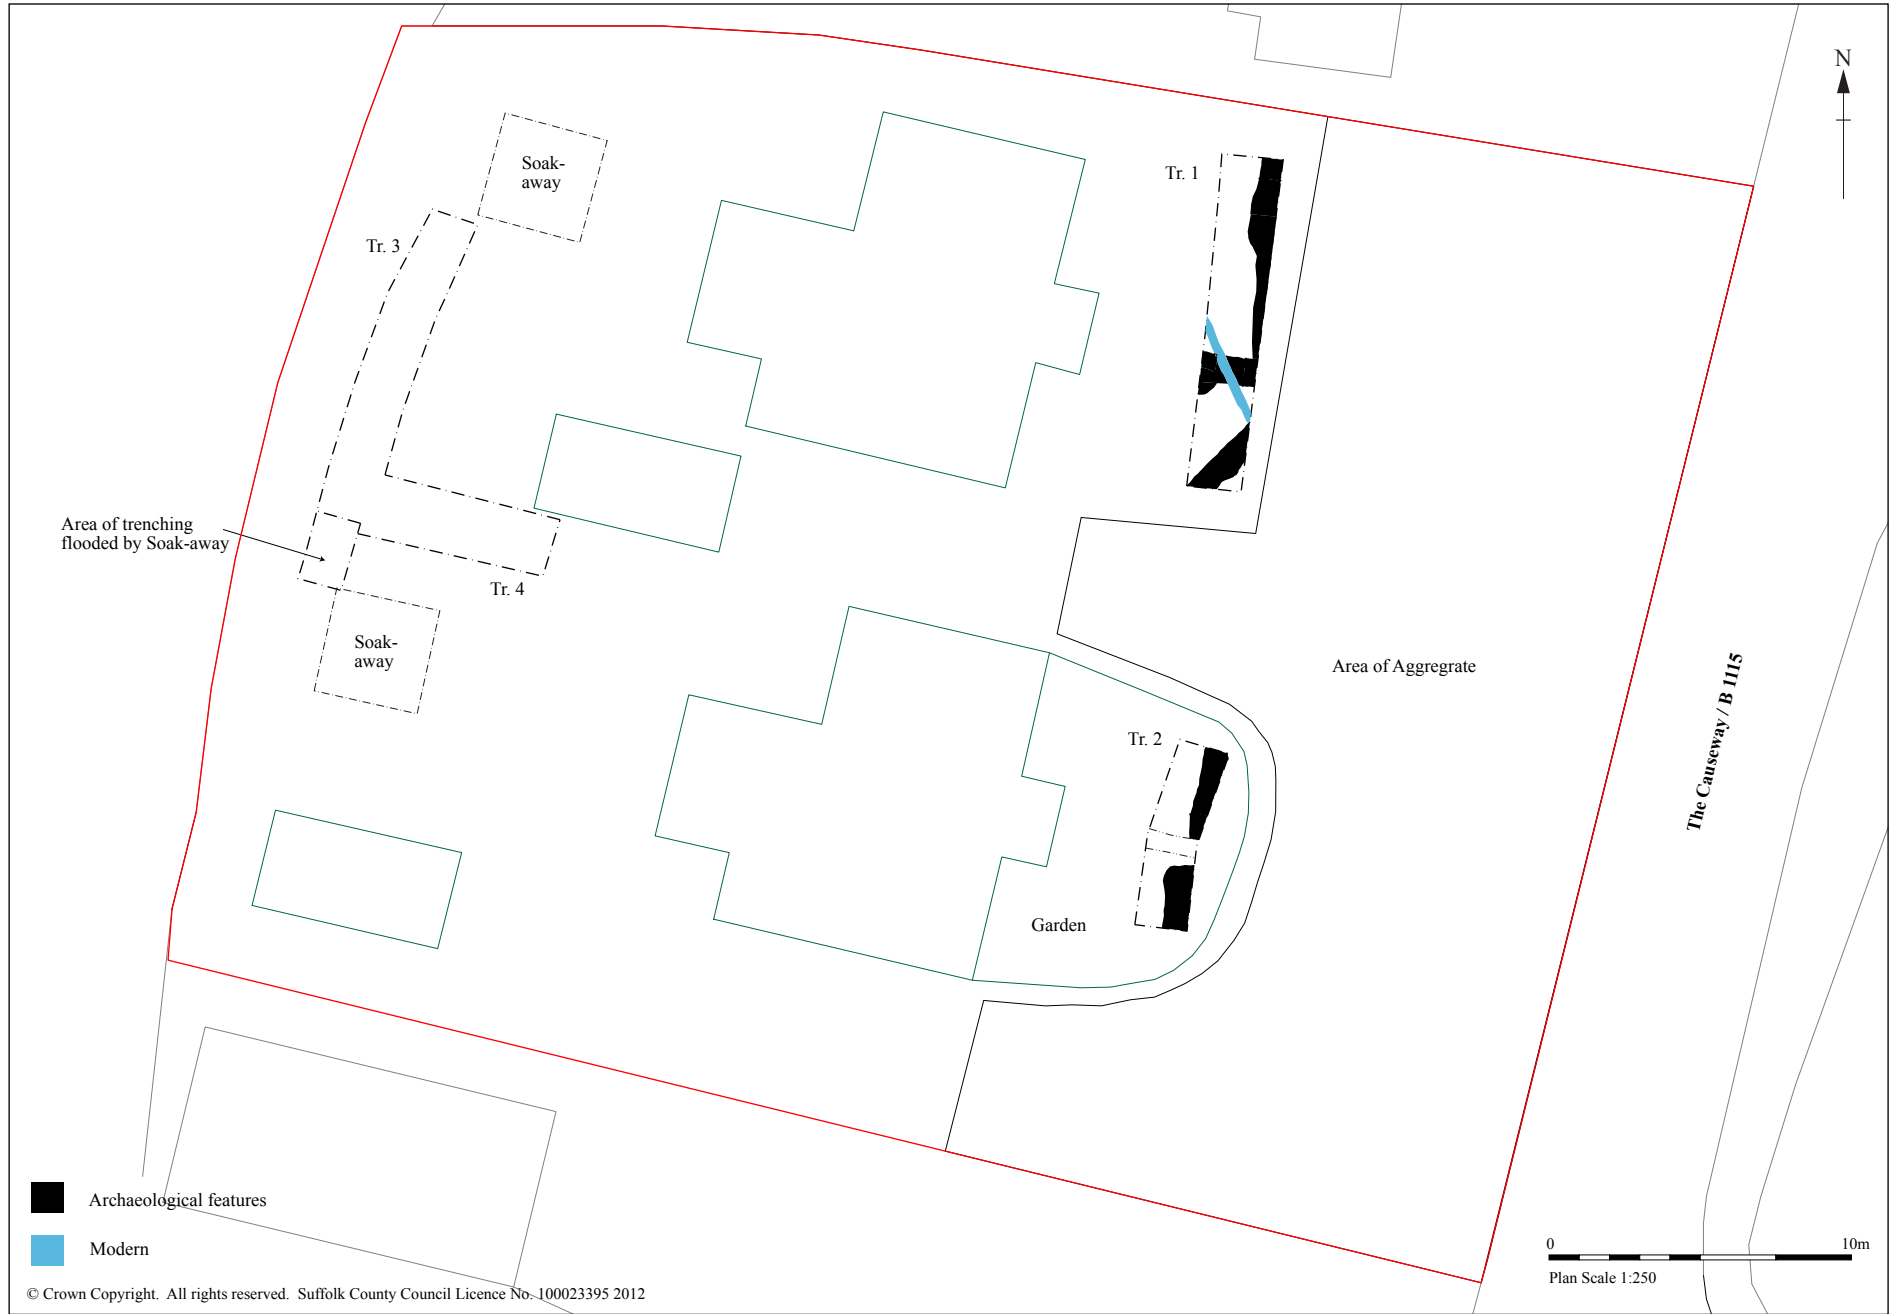 N
Soak-
away
Tr. 1
Tr. 3
Area of trenching
flooded by Soak-away
Tr. 4
Soak-
away
Area of Aggregrate
The Causeway / B 1115
Tr. 2
Garden
Archaeological features
Modern
0 10m
Plan Scale 1:250
© Crown Copyright. All rights reserved. Suffolk County Council Licence No. 100023395 2012